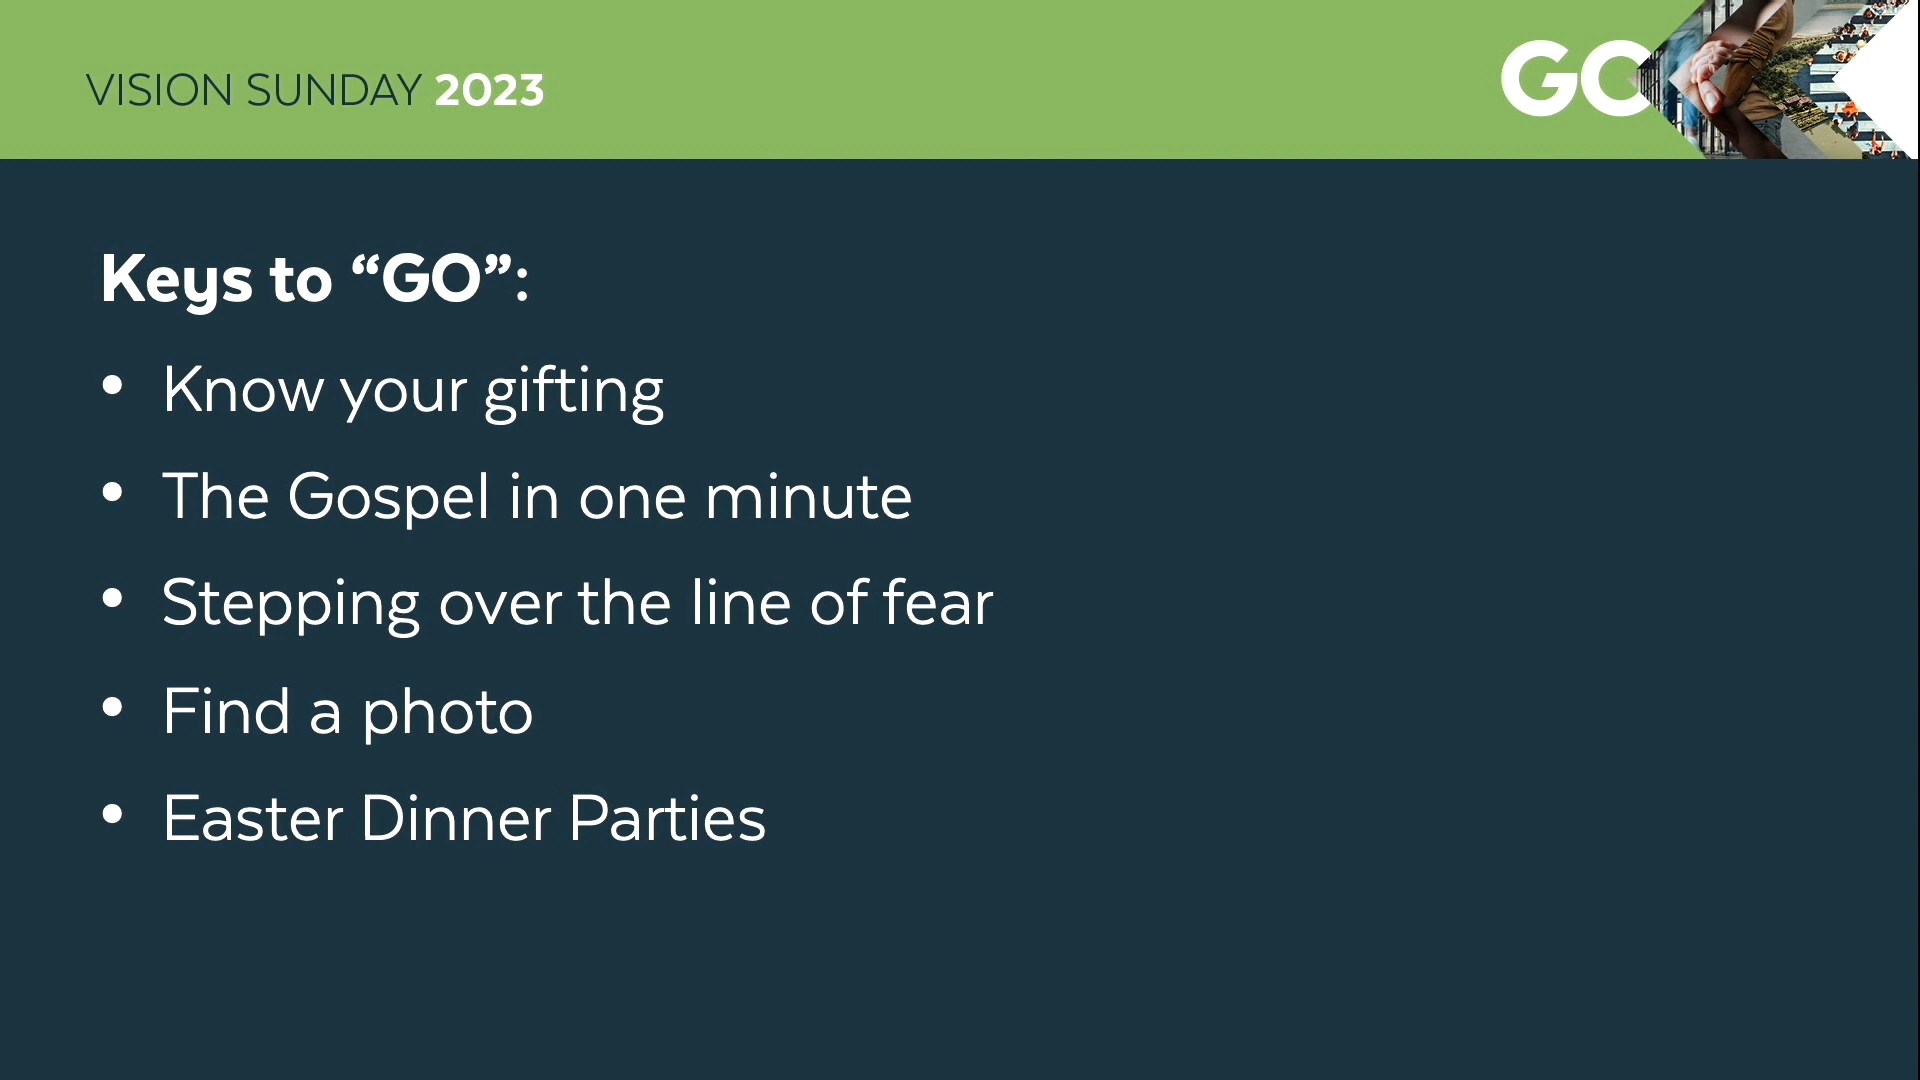 VISION SUNDAY 2023
GO
Keys to “GO”:
• Know your gifting
• The Gospel in one minute
• Stepping over the line of fear
• Find a photo
• Easter Dinner Parties